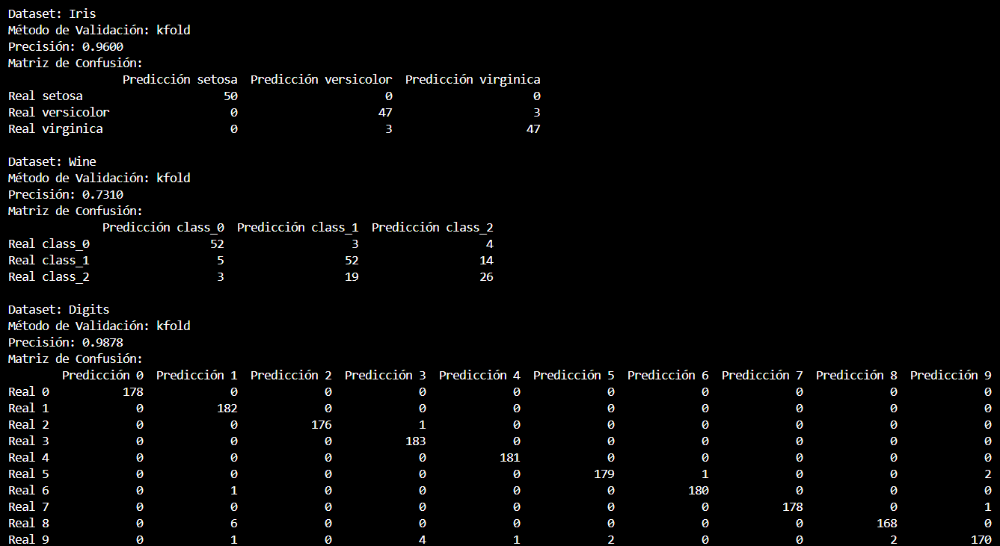 Dataset: Iris
Método de Validación: kfold
Precisión: 0.9600
Matriz de Confusión:
Predicción setosa Predicción versicolor Predicción virginica
Real setosa 50 0 0
Real versicolor 0 47 3
Real virginica 0 3 47
Dataset: Wine
Método de Validación: kfold
Precisión: 0.7310
Matriz de Confusión:
Predicción class_0 Predicción class_1 Predicción class_2
Real class_0 52 3 4
Real class_1 5 52 14
Real class_2 3 19 26
Dataset: Digits
Método de Validación: kfold
Precisión: 0.9878
Matriz de Confusión:
Predicción 0 Predicción 1 Predicción 2 Predicción 3 Predicción 4 Predicción 5 Predicción 6 Predicción 7 Predicción 8 Predicción 9
Real 0 178 0 0 0 0 0 0 0 0 0
Real 1 0 182 0 0 0 0 0 0 0 0
Real 2 0 0 176 1 0 0 0 0 0 0
Real 3 0 0 0 183 0 0 0 0 0 0
Real 4 0 0 0 0 181 0 0 0 0 0
Real 5 0 0 0 0 0 179 1 0 0 2
Real 6 0 1 0 0 0 0 180 0 0 0
Real 7 0 0 0 0 0 0 0 178 0 1
Real 8 0 6 0 0 0 0 0 0 168 0
Real 9 0 1 0 4 1 2 0 0 2 170